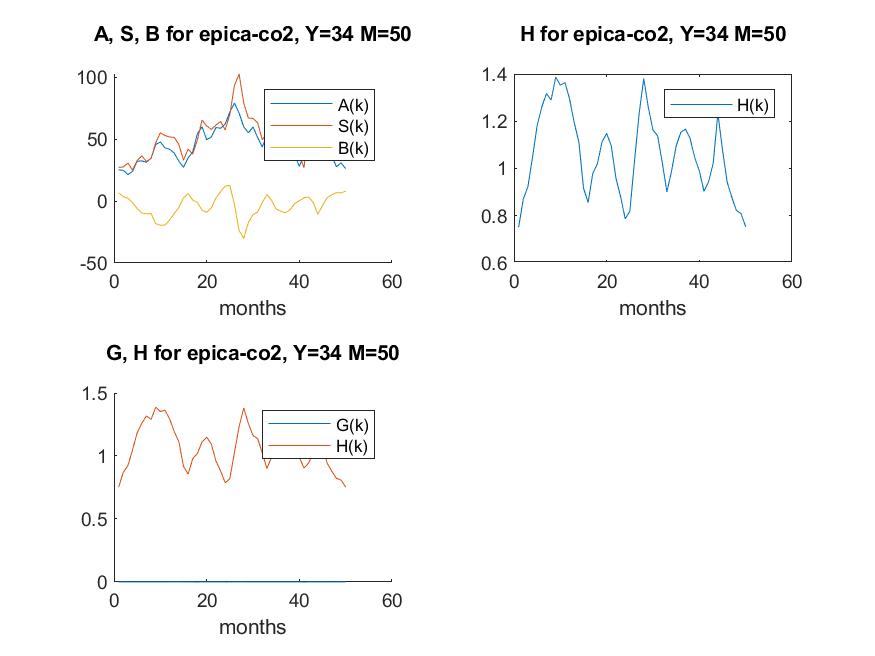 A, S, B for epica-co2, Y=34 M=50
100
50
0
-50
0 20 40 60
months
A(k)
S(k)
B(k)
H for epica-co2, Y=34 M=50
1.4
1.2
1
0.8
0.6
0 20 40 60
months
H(k)
G, H for epica-co2, Y=34 M=50
1.5
1
0.5
0
0 20 40 60
months
G(k)
H(k)